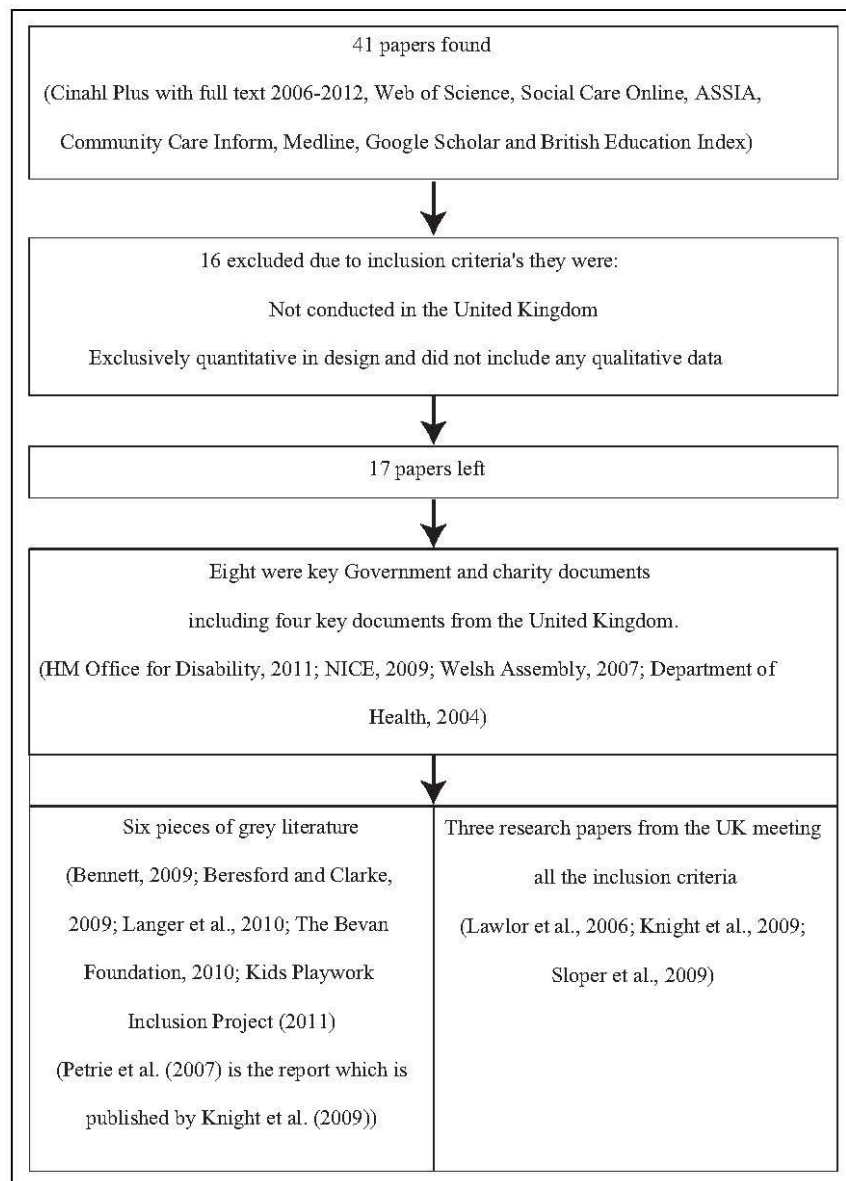 41 papers found
(Cinahl Plus with full text 2006-2012, Web of Science, Social Care Online, ASSIA,
Community Care Inform, Medline, Google Scholar and British Education Index)
16 excluded due to inclusion criteria's they were:
Not conducted in the United Kingdom
Exclusively quantitative in design and did not include any qualitative data
17 papers left
Eight were key Government and charity documents
including four key documents from the United Kingdom.
(HM Office for Disability, 2011; NICE, 2009; Welsh Assembly, 2007; Department of
Health, 2004)
Six pieces of grey literature
(Bennett, 2009; Beresford and Clarke,
2009; Langer et al., 2010; The Bevan
Foundation, 2010; Kids Playwork
Inclusion Project (2011)
(Petrie et al. (2007) is the report which is
published by Knight et al. (2009))
Three research papers from the UK meeting
all the inclusion criteria
(Lawlor et al., 2006; Knight et al., 2009;
Sloper et al., 2009)